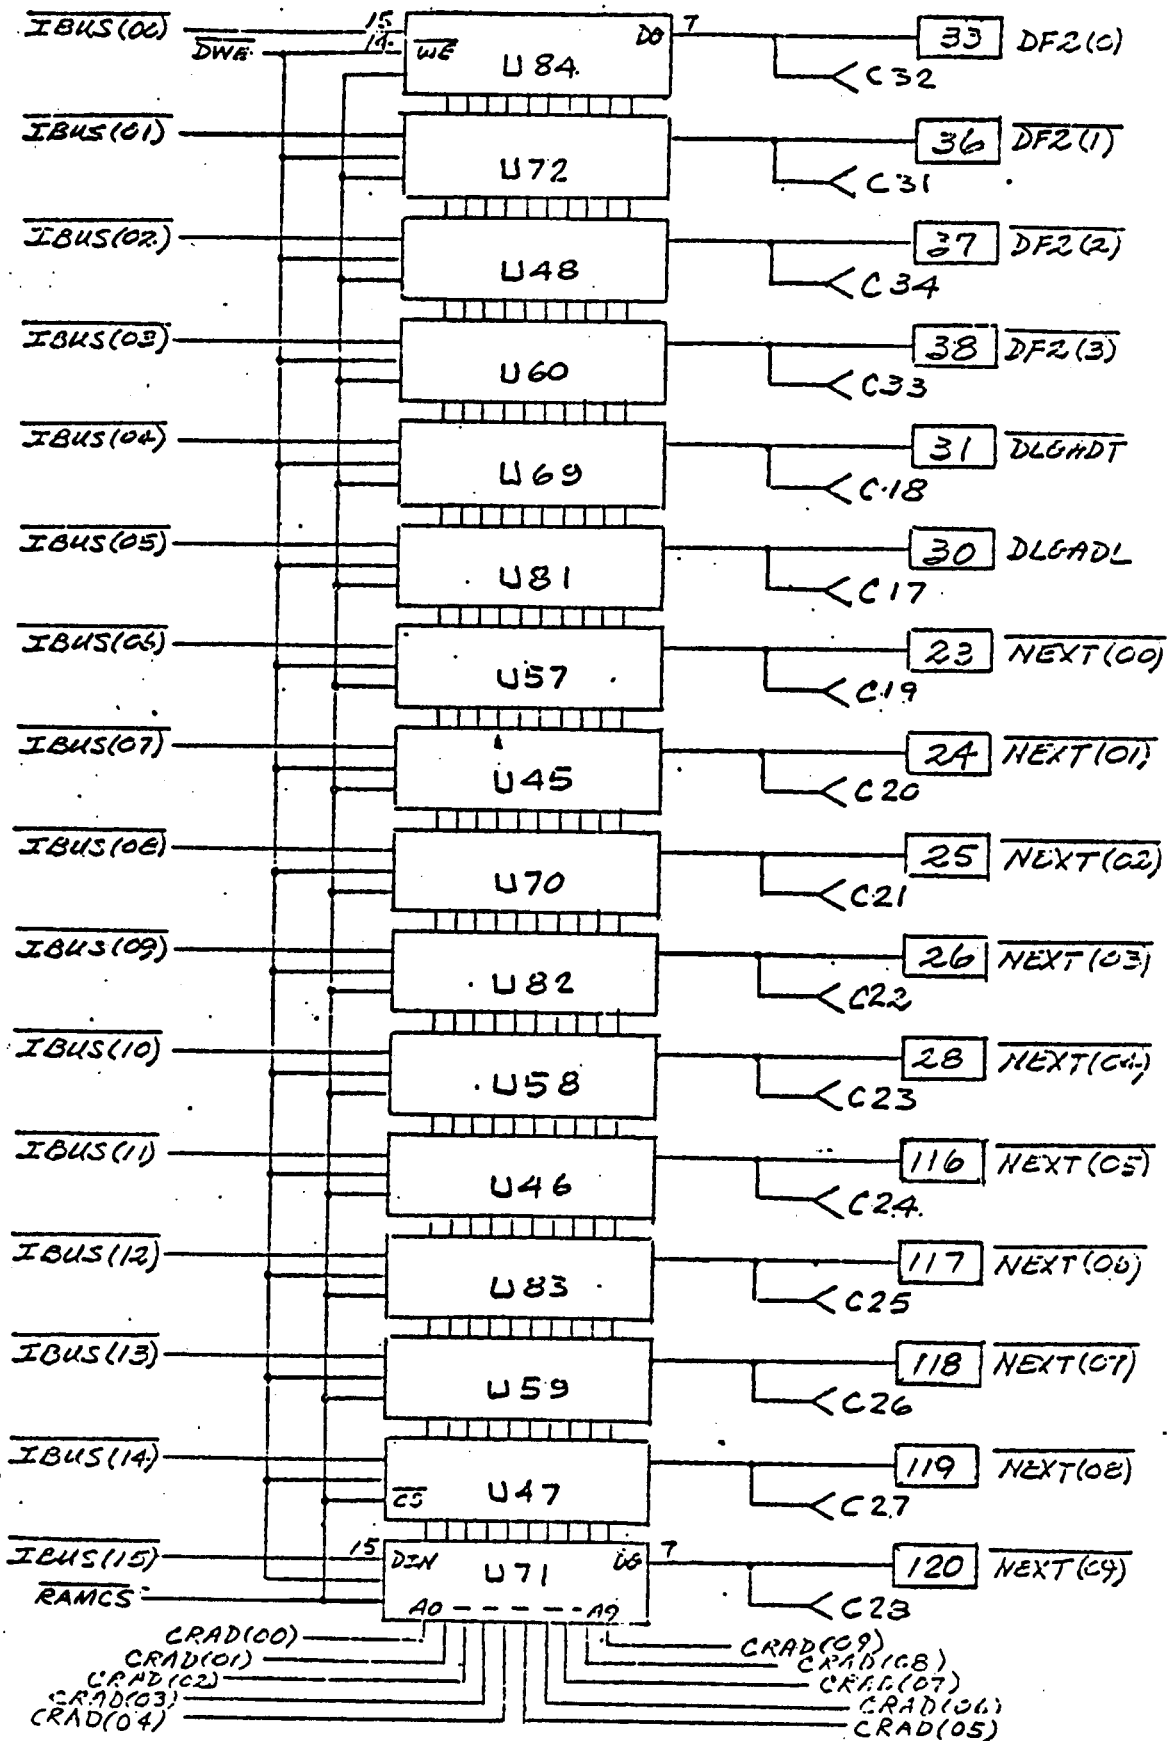 IBUS(00) 15 DO 7 33 DF2(0)
DWE 14 WE U84 C32
IBUS(01) 36 DF2(1)
U72 C31
IBUS(02) 37 DF2(2)
U48 C34
IBUS(03) 38 DF2(3)
U60 C33
IBUS(04) 31 DLGADT
U69 C18
IBUS(05) 30 DLGADL
U81 C17
IBUS(06) 23 NEXT(00)
U57 C19
IBUS(07) 24 NEXT(01)
U45 C20
IBUS(08) 25 NEXT(02)
U70 C21
IBUS(09) 26 NEXT(03)
U82 C22
IBUS(10) 28 NEXT(04)
U58 C23
IBUS(11) 116 NEXT(05)
U46 C24
IBUS(12) 117 NEXT(06)
U83 C25
IBUS(13) 118 NEXT(07)
U59 C26
IBUS(14) 119 NEXT(08)
CS U47 C27
IBUS(15) 15 DIN U71 7 120 NEXT(09)
RAMCS A0 A9
CRAD(00) CRAD(09)
CRAD(01) CRAD(08)
CRAD(02) CRAD(07)
CRAD(03) CRAD(06)
CRAD(04) CRAD(05)